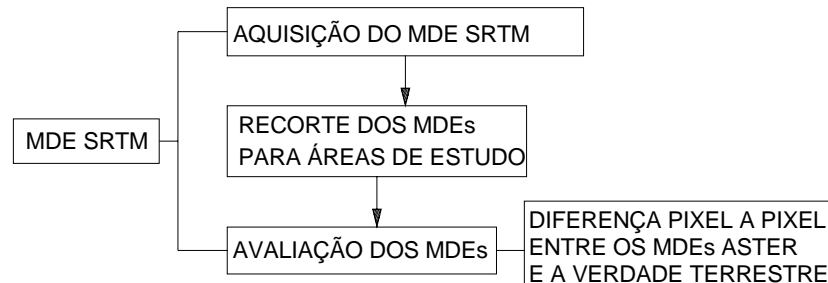 AQUISIÇÃO DO MDE SRTM
MDE SRTM
RECORTE DOS MDEs
PARA ÁREAS DE ESTUDO
AVALIAÇÃO DOS MDEs
DIFERENÇA PIXEL A PIXEL
ENTRE OS MDEs ASTER
E A VERDADE TERRESTRE